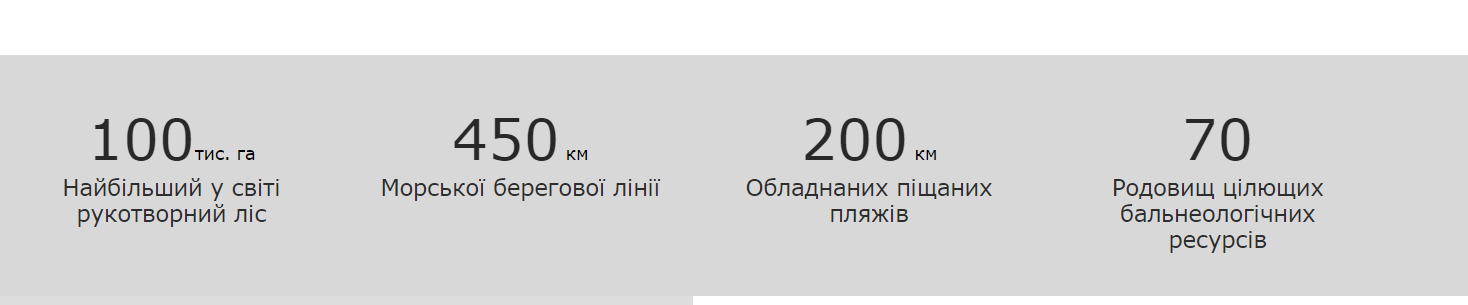 100тис. га
Найбільший у світі
рукотворний ліс
450 км
Морської берегової лінії
200 км
Обладнаних піщаних
пляжів
70
Родовищ цілющих
бальнеологічних
ресурсів